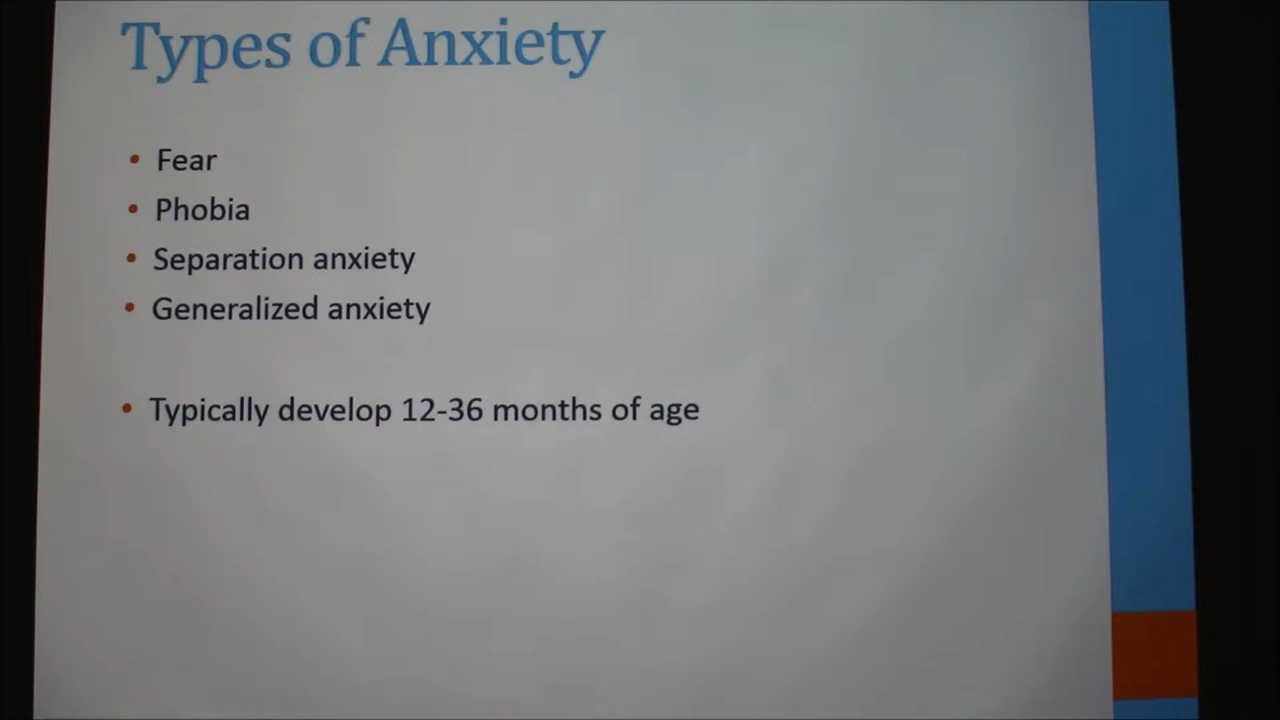 Types of Anxiety
• Fear
• Phobia
• Separation anxiety
• Generalized anxiety
• Typically develop 12-36 months of age